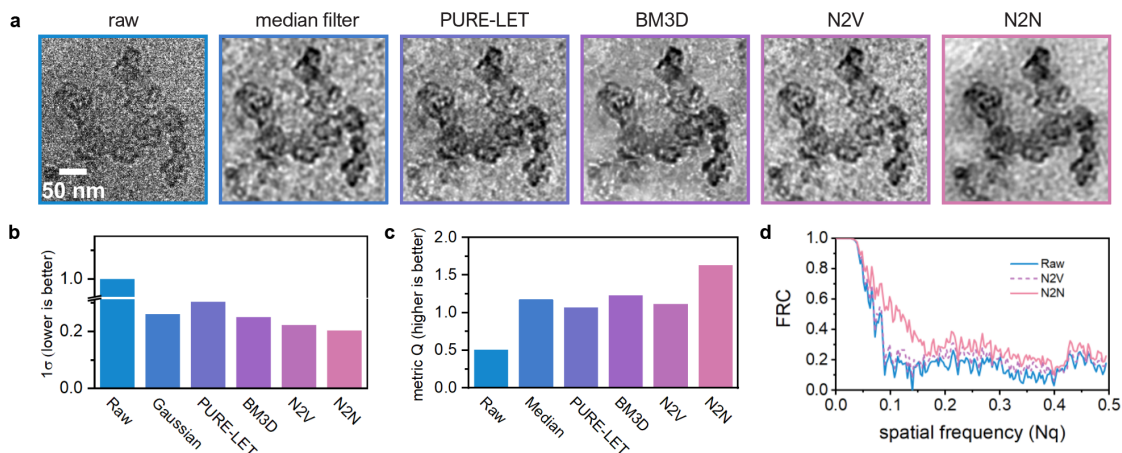 a
raw median filter PURE-LET BM3D N2V N2N
50 nm
b
1σ (lower is better)
1.0
0.2
0.0
Raw Gaussian PURE-LET BM3D N2V N2N
c
metric Q (higher is better)
2.0
1.5
1.0
0.5
0.0
Raw Median PURE-LET BM3D N2V N2N
d
FRC
1.0
0.8
0.6
0.4
0.2
0.0
Raw
N2V
N2N
0.0 0.1 0.2 0.3 0.4 0.5
spatial frequency (Nq)